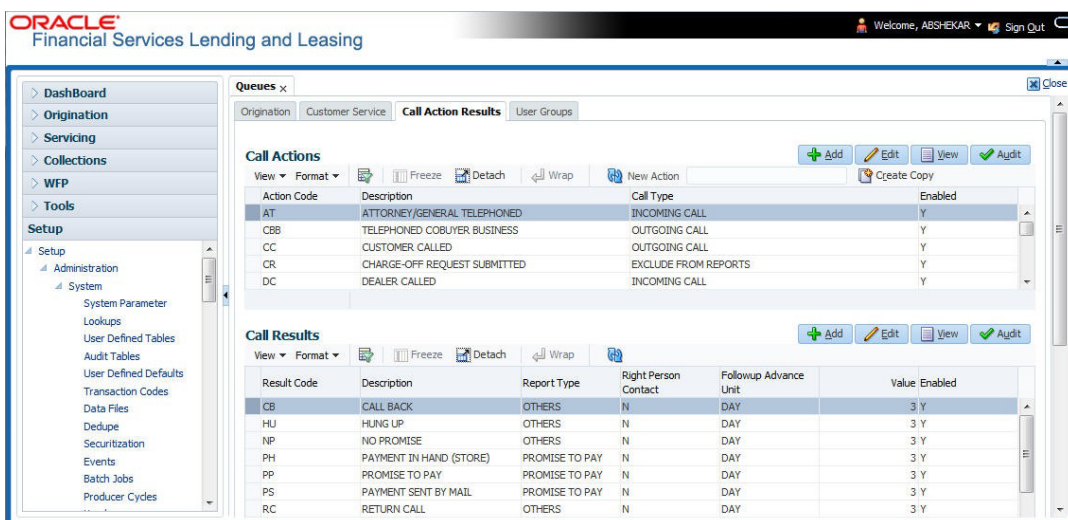 ORACLE
Financial Services Lending and Leasing
Welcome, ABSHEKAR Sign Out
DashBoard
Origination
Servicing
Collections
WFP
Tools
Setup
Setup
Administration
System
System Parameter
Lookups
User Defined Tables
Audit Tables
User Defined Defaults
Transaction Codes
Data Files
Dedupe
Securitization
Events
Batch Jobs
Producer Cycles
Queues Close
Origination Customer Service Call Action Results User Groups
Call Actions Add Edit View Audit
View Format Freeze Detach Wrap New Action Create Copy
Action Code Description Call Type Enabled
AT ATTORNEY/GENERAL TELEPHONED INCOMING CALL Y
CBB TELEPHONED COBUYER BUSINESS OUTGOING CALL Y
CC CUSTOMER CALLED OUTGOING CALL Y
CR CHARGE-OFF REQUEST SUBMITTED EXCLUDE FROM REPORTS Y
DC DEALER CALLED INCOMING CALL Y
Call Results Add Edit View Audit
View Format Freeze Detach Wrap
Result Code Description Report Type Right Person Contact Followup Advance Unit Value Enabled
CB CALL BACK OTHERS N DAY 3 Y
HU HUNG UP OTHERS N DAY 3 Y
NP NO PROMISE OTHERS N DAY 3 Y
PH PAYMENT IN HAND (STORE) PROMISE TO PAY N DAY 3 Y
PP PROMISE TO PAY PROMISE TO PAY N DAY 3 Y
PS PAYMENT SENT BY MAIL PROMISE TO PAY N DAY 3 Y
RC RETURN CALL OTHERS N DAY 3 Y